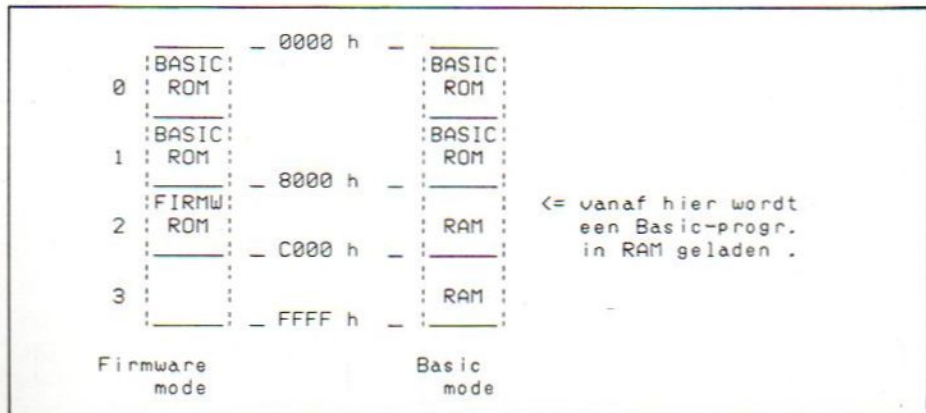 0000 h
BASIC BASIC
0 ROM ROM
BASIC BASIC
1 ROM ROM
8000 h
FIRMW <= vanaf hier wordt
2 ROM RAM een Basic-progr.
C000 h in RAM geladen .
3 RAM
FFFF h
Firmware Basic
mode mode